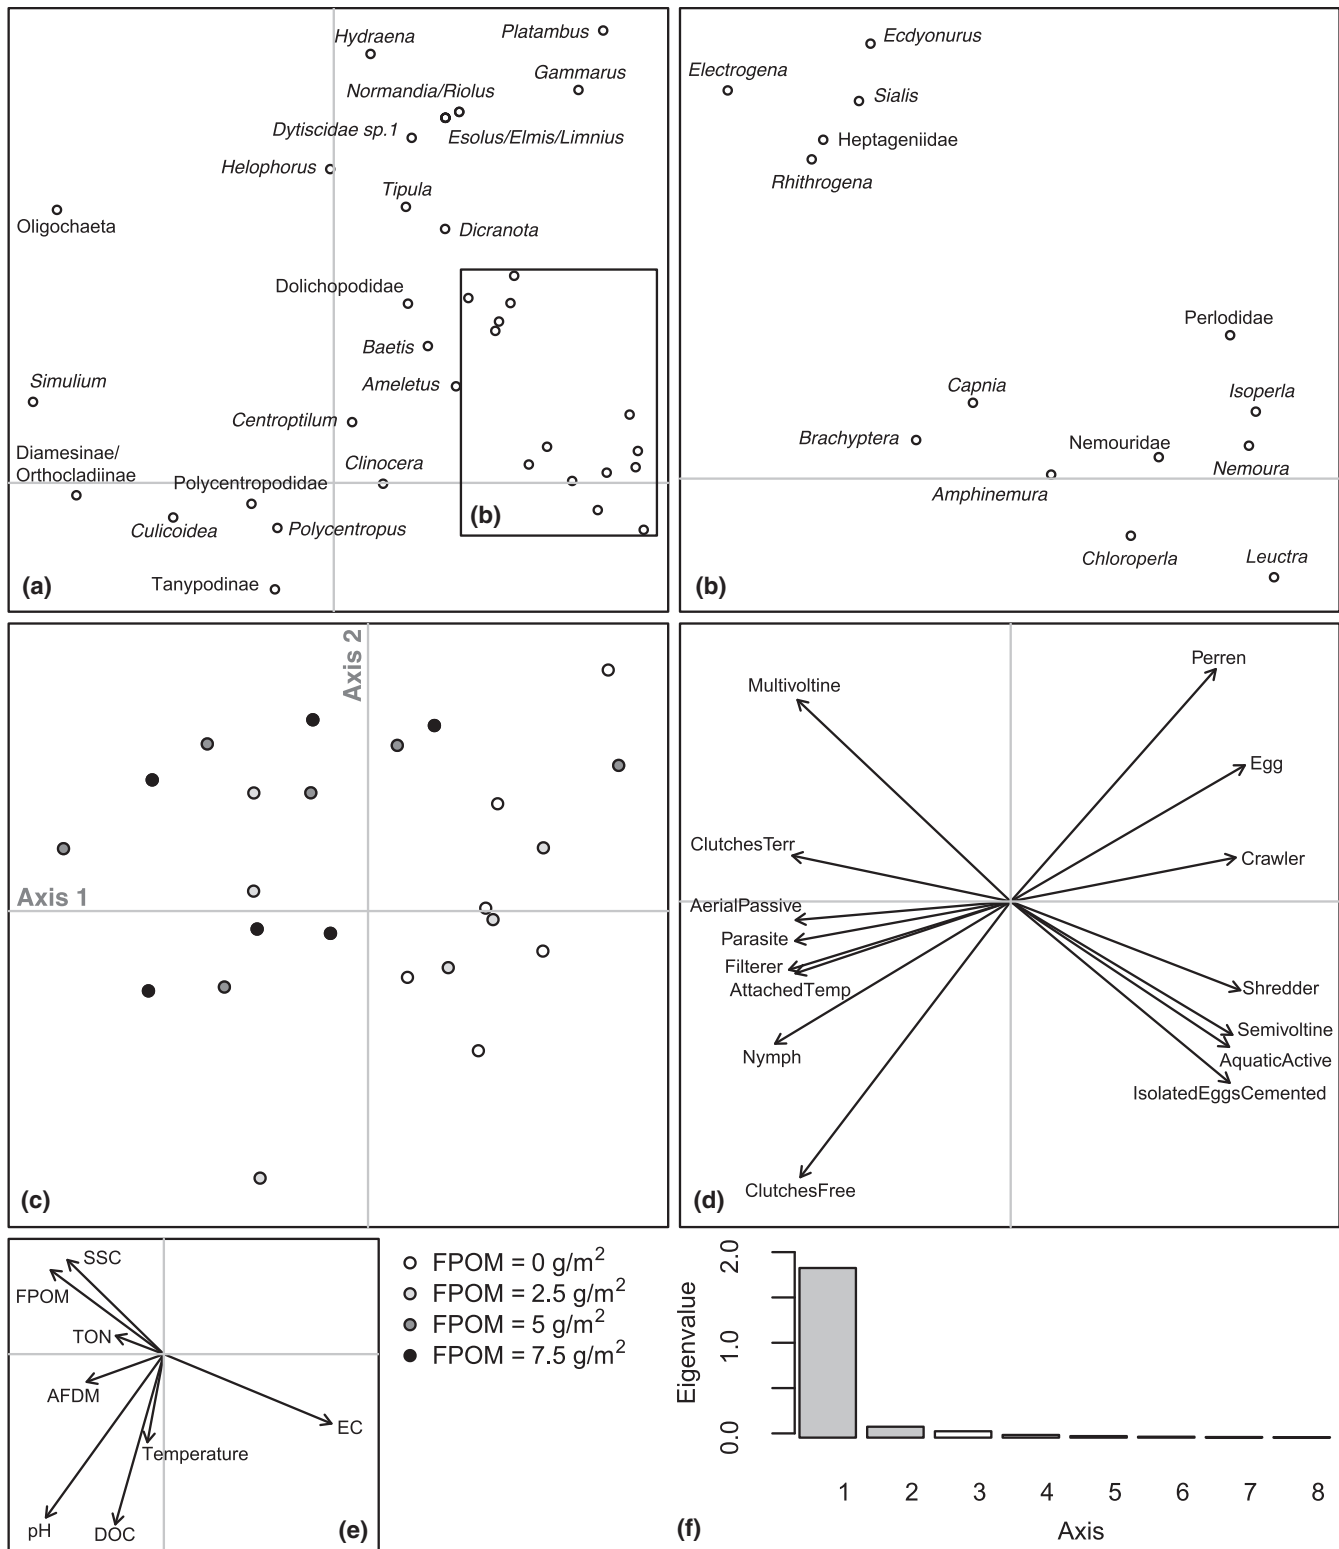 Hydraena
Platambus
Gammarus
Normandia/Riolus
Dytiscidae sp.1
Esolus/Elmis/Limnius
Helophorus
Tipula
Oligochaeta
Dicranota
Dolichopodidae
Baetis
Simulium
Ameletus
Centroptilum
Diamesinae/
Orthocladiinae
Clinocera
Polycentropodidae
Culicoidea
Polycentropus
(b)
Tanypodinae
(a)
Ecdyonurus
Electrogena
Sialis
Heptageniidae
Rhithrogena
Perlodidae
Capnia
Isoperla
Brachyptera
Nemouridae
Nemoura
Amphinemura
Chloroperla
Leuctra
(b)
Axis 2
Axis 1
(c)
Perren
Multivoltine
Egg
ClutchesTerr
Crawler
AerialPassive
Parasite
Filterer
AttachedTemp
Shredder
Semivoltine
Nymph
AquaticActive
IsolatedEggsCemented
ClutchesFree
(d)
SSC
FPOM
TON
AFDM
EC
Temperature
pH
DOC
(e)
FPOM = 0 g/m²
FPOM = 2.5 g/m²
FPOM = 5 g/m²
FPOM = 7.5 g/m²
Eigenvalue
2.0
1.0
0.0
1 2 3 4 5 6 7 8
Axis
(f)